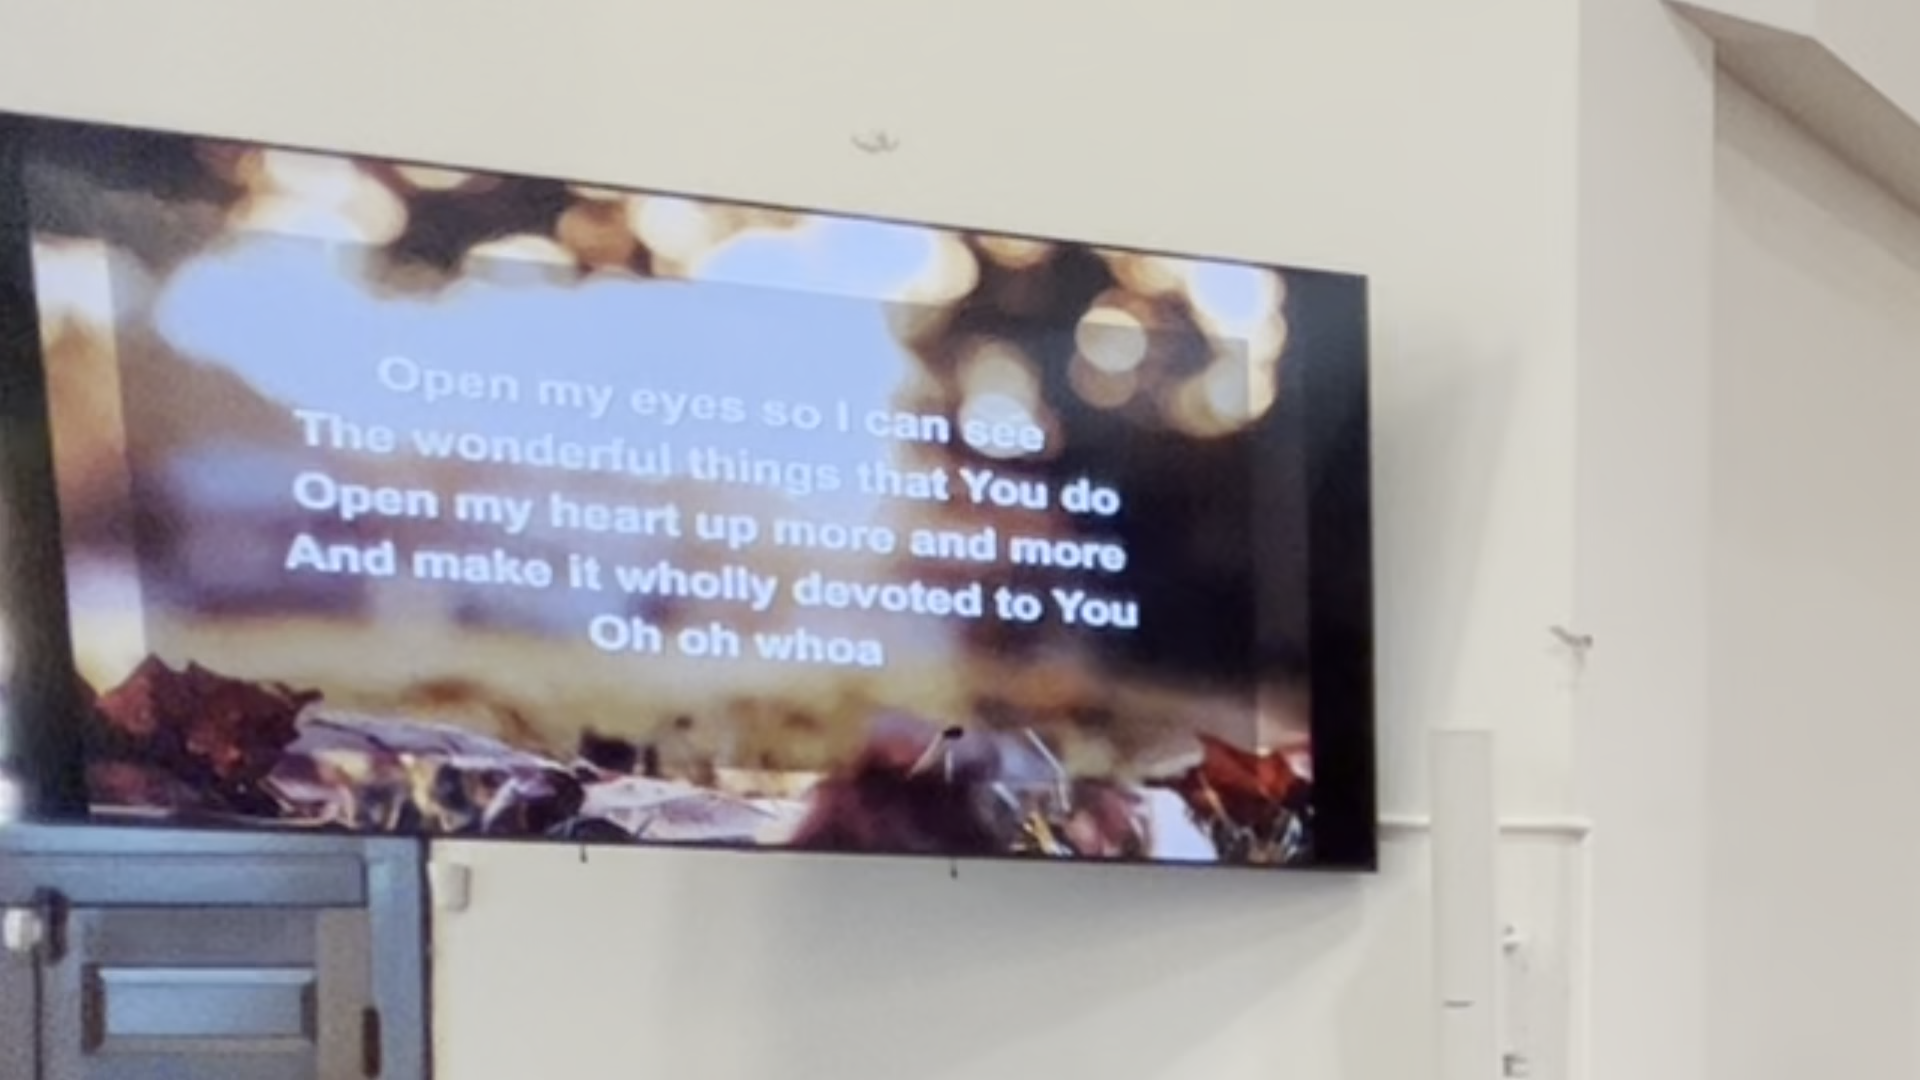 Open my eyes so I can see
The wonderful things that You do
Open my heart up more and more
And make it wholly devoted to You
Oh oh whoa